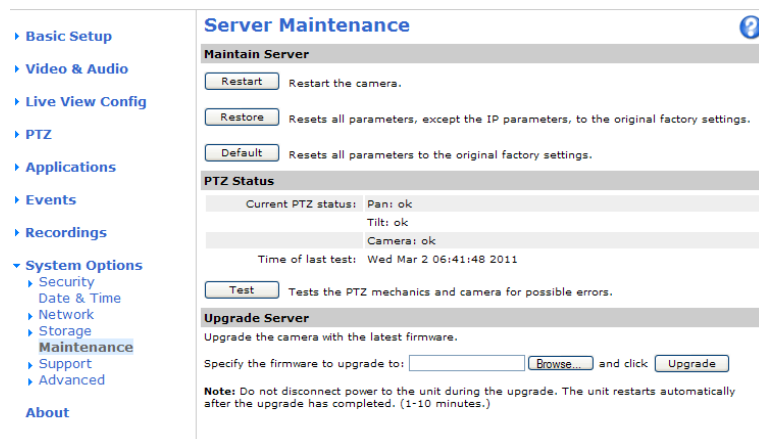 Basic Setup
Video & Audio
Live View Config
PTZ
Applications
Events
Recordings
System Options
Security
Date & Time
Network
Storage
Maintenance
Support
Advanced
About
Server Maintenance
?
Maintain Server
Restart Restart the camera.
Restore Resets all parameters, except the IP parameters, to the original factory settings.
Default Resets all parameters to the original factory settings.
PTZ Status
Current PTZ status: Pan: ok
Tilt: ok
Camera: ok
Time of last test: Wed Mar 2 06:41:48 2011
Test Tests the PTZ mechanics and camera for possible errors.
Upgrade Server
Upgrade the camera with the latest firmware.
Specify the firmware to upgrade to: Browse... and click Upgrade
Note: Do not disconnect power to the unit during the upgrade. The unit restarts automatically
after the upgrade has completed. (1-10 minutes.)